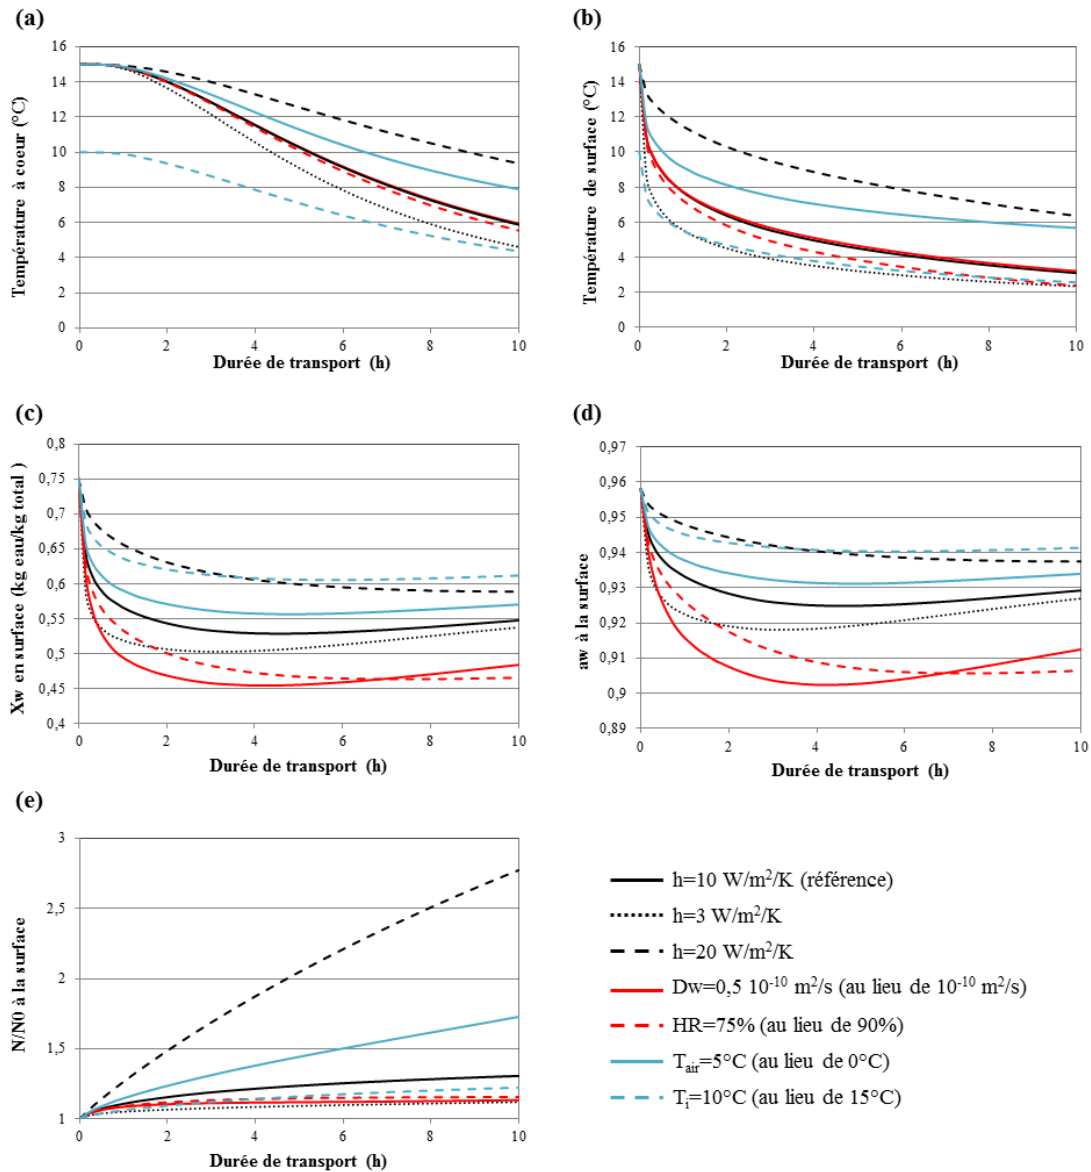 (a)
16
14
12
10
8
6
4
2
0
Température à coeur (°C)
0 2 4 6 8 10
Durée de transport (h)
(b)
16
14
12
10
8
6
4
2
0
Température de surface (°C)
0 2 4 6 8 10
Durée de transport (h)
(c)
0,8
0,75
0,7
0,65
0,6
0,55
0,5
0,45
0,4
Xw en surface (kg eau/kg total )
0 2 4 6 8 10
Durée de transport (h)
(d)
0,97
0,96
0,95
0,94
0,93
0,92
0,91
0,9
0,89
aw à la surface
0 2 4 6 8 10
Durée de transport (h)
(e)
3
2,5
2
1,5
1
N/N0 à la surface
0 2 4 6 8 10
Durée de transport (h)
h=10 W/m²/K (référence)
h=3 W/m²/K
h=20 W/m²/K
Dw=0,5 10⁻¹⁰ m²/s (au lieu de 10⁻¹⁰ m²/s)
HR=75% (au lieu de 90%)
Tair=5°C (au lieu de 0°C)
Ti=10°C (au lieu de 15°C)